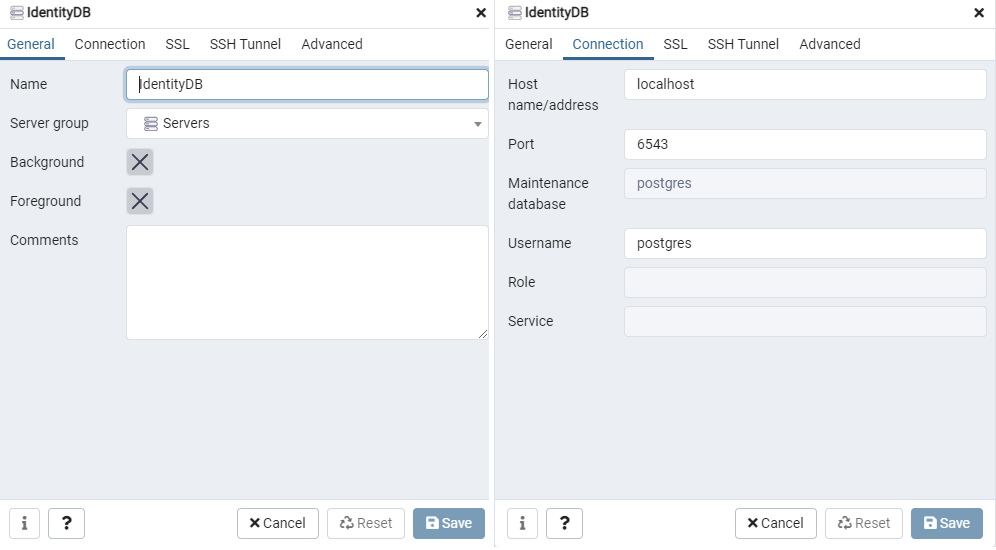 IdentityDB
General Connection SSL SSH Tunnel Advanced
Name IdentityDB
Server group Servers
Background
Foreground
Comments
i ? Cancel Reset Save
IdentityDB
General Connection SSL SSH Tunnel Advanced
Host name/address localhost
Port 6543
Maintenance database postgres
Username postgres
Role
Service
i ? Cancel Reset Save